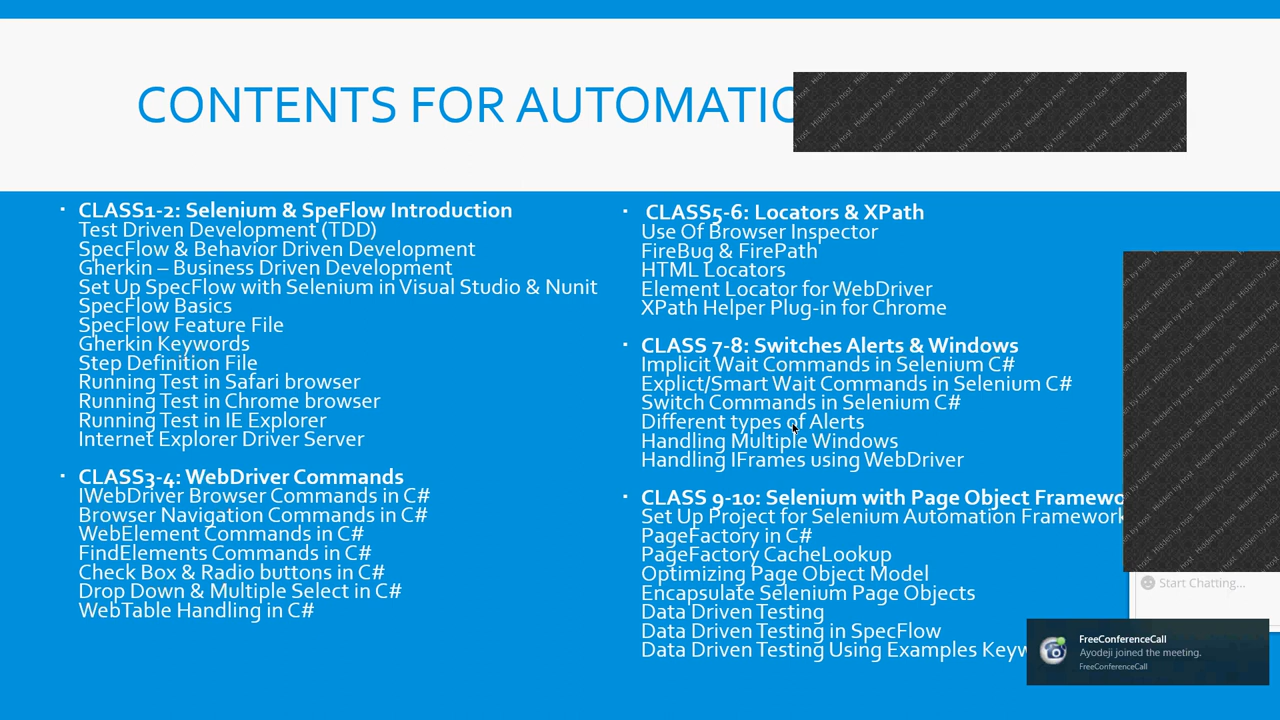 CONTENTS FOR AUTOMATIC
CLASS1-2: Selenium & SpeFlow Introduction
Test Driven Development (TDD)
SpecFlow & Behavior Driven Development
Gherkin – Business Driven Development
Set Up SpecFlow with Selenium in Visual Studio & Nunit
SpecFlow Basics
SpecFlow Feature File
Gherkin Keywords
Step Definition File
Running Test in Safari browser
Running Test in Chrome browser
Running Test in IE Explorer
Internet Explorer Driver Server
CLASS3-4: WebDriver Commands
IWebDriver Browser Commands in C#
Browser Navigation Commands in C#
WebElement Commands in C#
FindElements Commands in C#
Check Box & Radio buttons in C#
Drop Down & Multiple Select in C#
WebTable Handling in C#
CLASS5-6: Locators & XPath
Use Of Browser Inspector
FireBug & FirePath
HTML Locators
Element Locator for WebDriver
XPath Helper Plug-in for Chrome
CLASS 7-8: Switches Alerts & Windows
Implicit Wait Commands in Selenium C#
Explict/Smart Wait Commands in Selenium C#
Switch Commands in Selenium C#
Different types of Alerts
Handling Multiple Windows
Handling IFrames using WebDriver
CLASS 9-10: Selenium with Page Object Framewo
Set Up Project for Selenium Automation Framework
PageFactory in C#
PageFactory CacheLookup
Optimizing Page Object Model
Encapsulate Selenium Page Objects
Data Driven Testing
Data Driven Testing in SpecFlow
Data Driven Testing Using Examples Keyw
Hidden by host
Start Chatting...
FreeConferenceCall
Ayodeji joined the meeting.
FreeConferenceCall